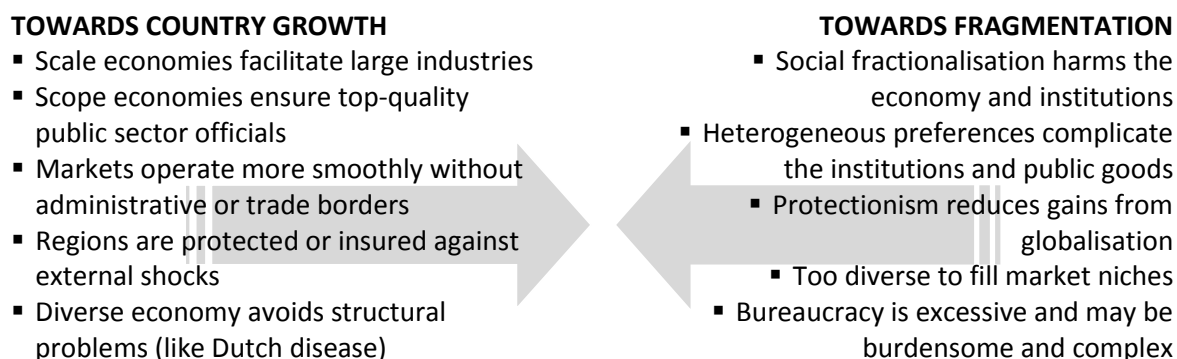 TOWARDS COUNTRY GROWTH
▪ Scale economies facilitate large industries
▪ Scope economies ensure top-quality
public sector officials
▪ Markets operate more smoothly without
administrative or trade borders
▪ Regions are protected or insured against
external shocks
▪ Diverse economy avoids structural
problems (like Dutch disease)
TOWARDS FRAGMENTATION
▪ Social fractionalisation harms the
economy and institutions
▪ Heterogeneous preferences complicate
the institutions and public goods
▪ Protectionism reduces gains from
globalisation
▪ Too diverse to fill market niches
▪ Bureaucracy is excessive and may be
burdensome and complex